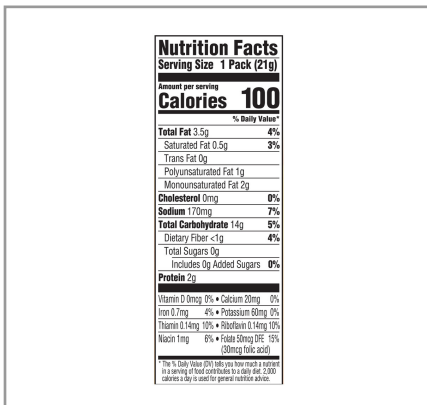 Nutrition Facts
Serving Size 1 Pack (21g)
Amount per serving
Calories 100
% Daily Value*
Total Fat 3.5g 4%
Saturated Fat 0.5g 3%
Trans Fat 0g
Polyunsaturated Fat 1g
Monounsaturated Fat 2g
Cholesterol 0mg 0%
Sodium 170mg 7%
Total Carbohydrate 14g 5%
Dietary Fiber <1g 4%
Total Sugars 0g
Includes 0g Added Sugars 0%
Protein 2g
Vitamin D 0mcg 0% • Calcium 20mg 0%
Iron 0.7mg 4% • Potassium 60mg 0%
Thiamin 0.14mg 10% • Riboflavin 0.14mg 10%
Niacin 1mg 6% • Folate 50mcg DFE 15%
(30mcg folic acid)
* The % Daily Value (DV) tells you how much a nutrient
in a serving of food contributes to a daily diet. 2,000
calories a day is used for general nutrition advice.